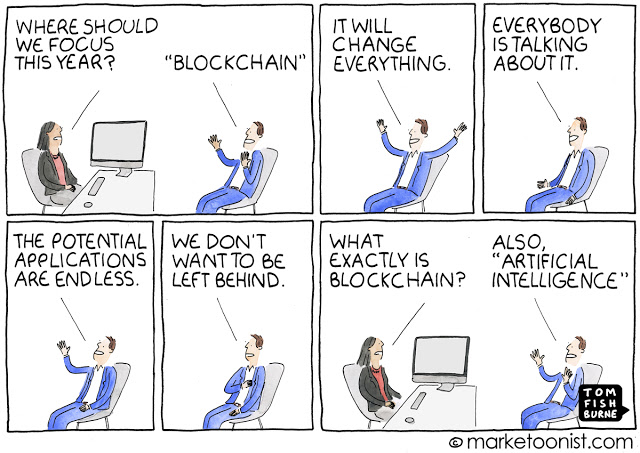 WHERE SHOULD
WE FOCUS
THIS YEAR?
"BLOCKCHAIN"
IT WILL
CHANGE
EVERYTHING.
EVERYBODY
IS TALKING
ABOUT IT.
THE POTENTIAL
APPLICATIONS
ARE ENDLESS.
WE DON'T
WANT TO BE
LEFT BEHIND.
WHAT
EXACTLY IS
BLOCKCHAIN?
ALSO,
"ARTIFICIAL
INTELLIGENCE"
TOM
FISH
BURNE
© marketoonist.com